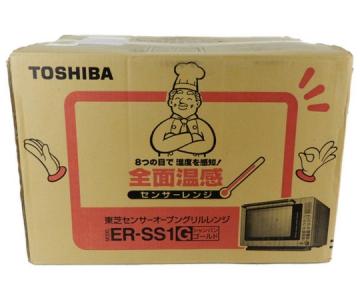 TOSHIBA
8つの目で 温度を感知!
全面温感
センサーレンジ
東芝センサーオーブングリルレンジ
MODEL ER-SS1 G シャンパンゴールド